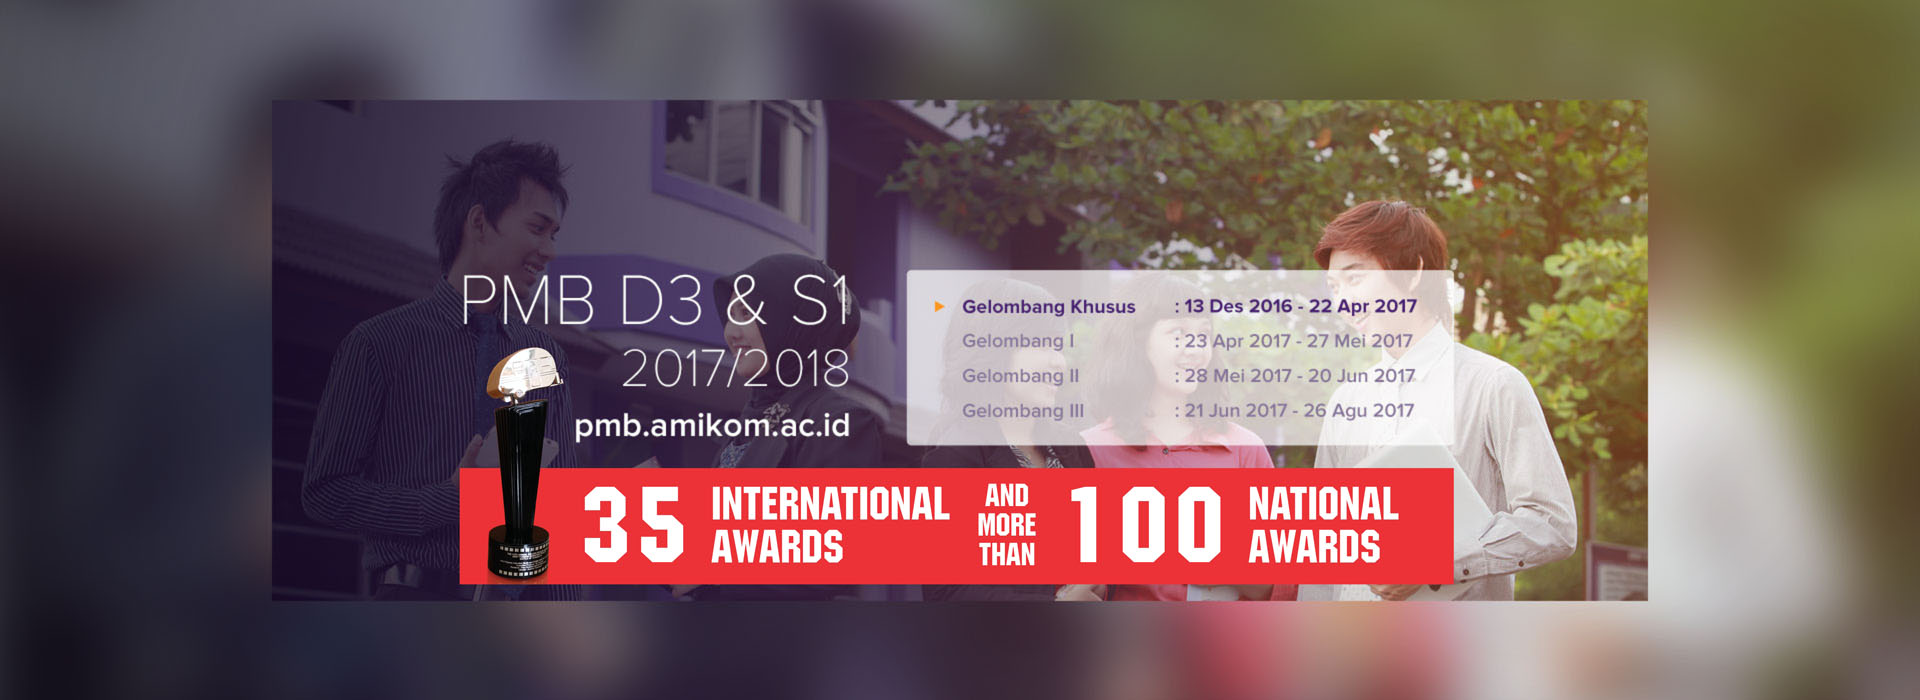 PMB D3 & S1
2017/2018
pmb.amikom.ac.id
Gelombang Khusus : 13 Des 2016 - 22 Apr 2017
Gelombang I : 23 Apr 2017 - 27 Mei 2017
Gelombang II : 28 Mei 2017 - 20 Jun 2017
Gelombang III : 21 Jun 2017 - 26 Agu 2017
35 INTERNATIONAL AWARDS AND MORE THAN 100 NATIONAL AWARDS